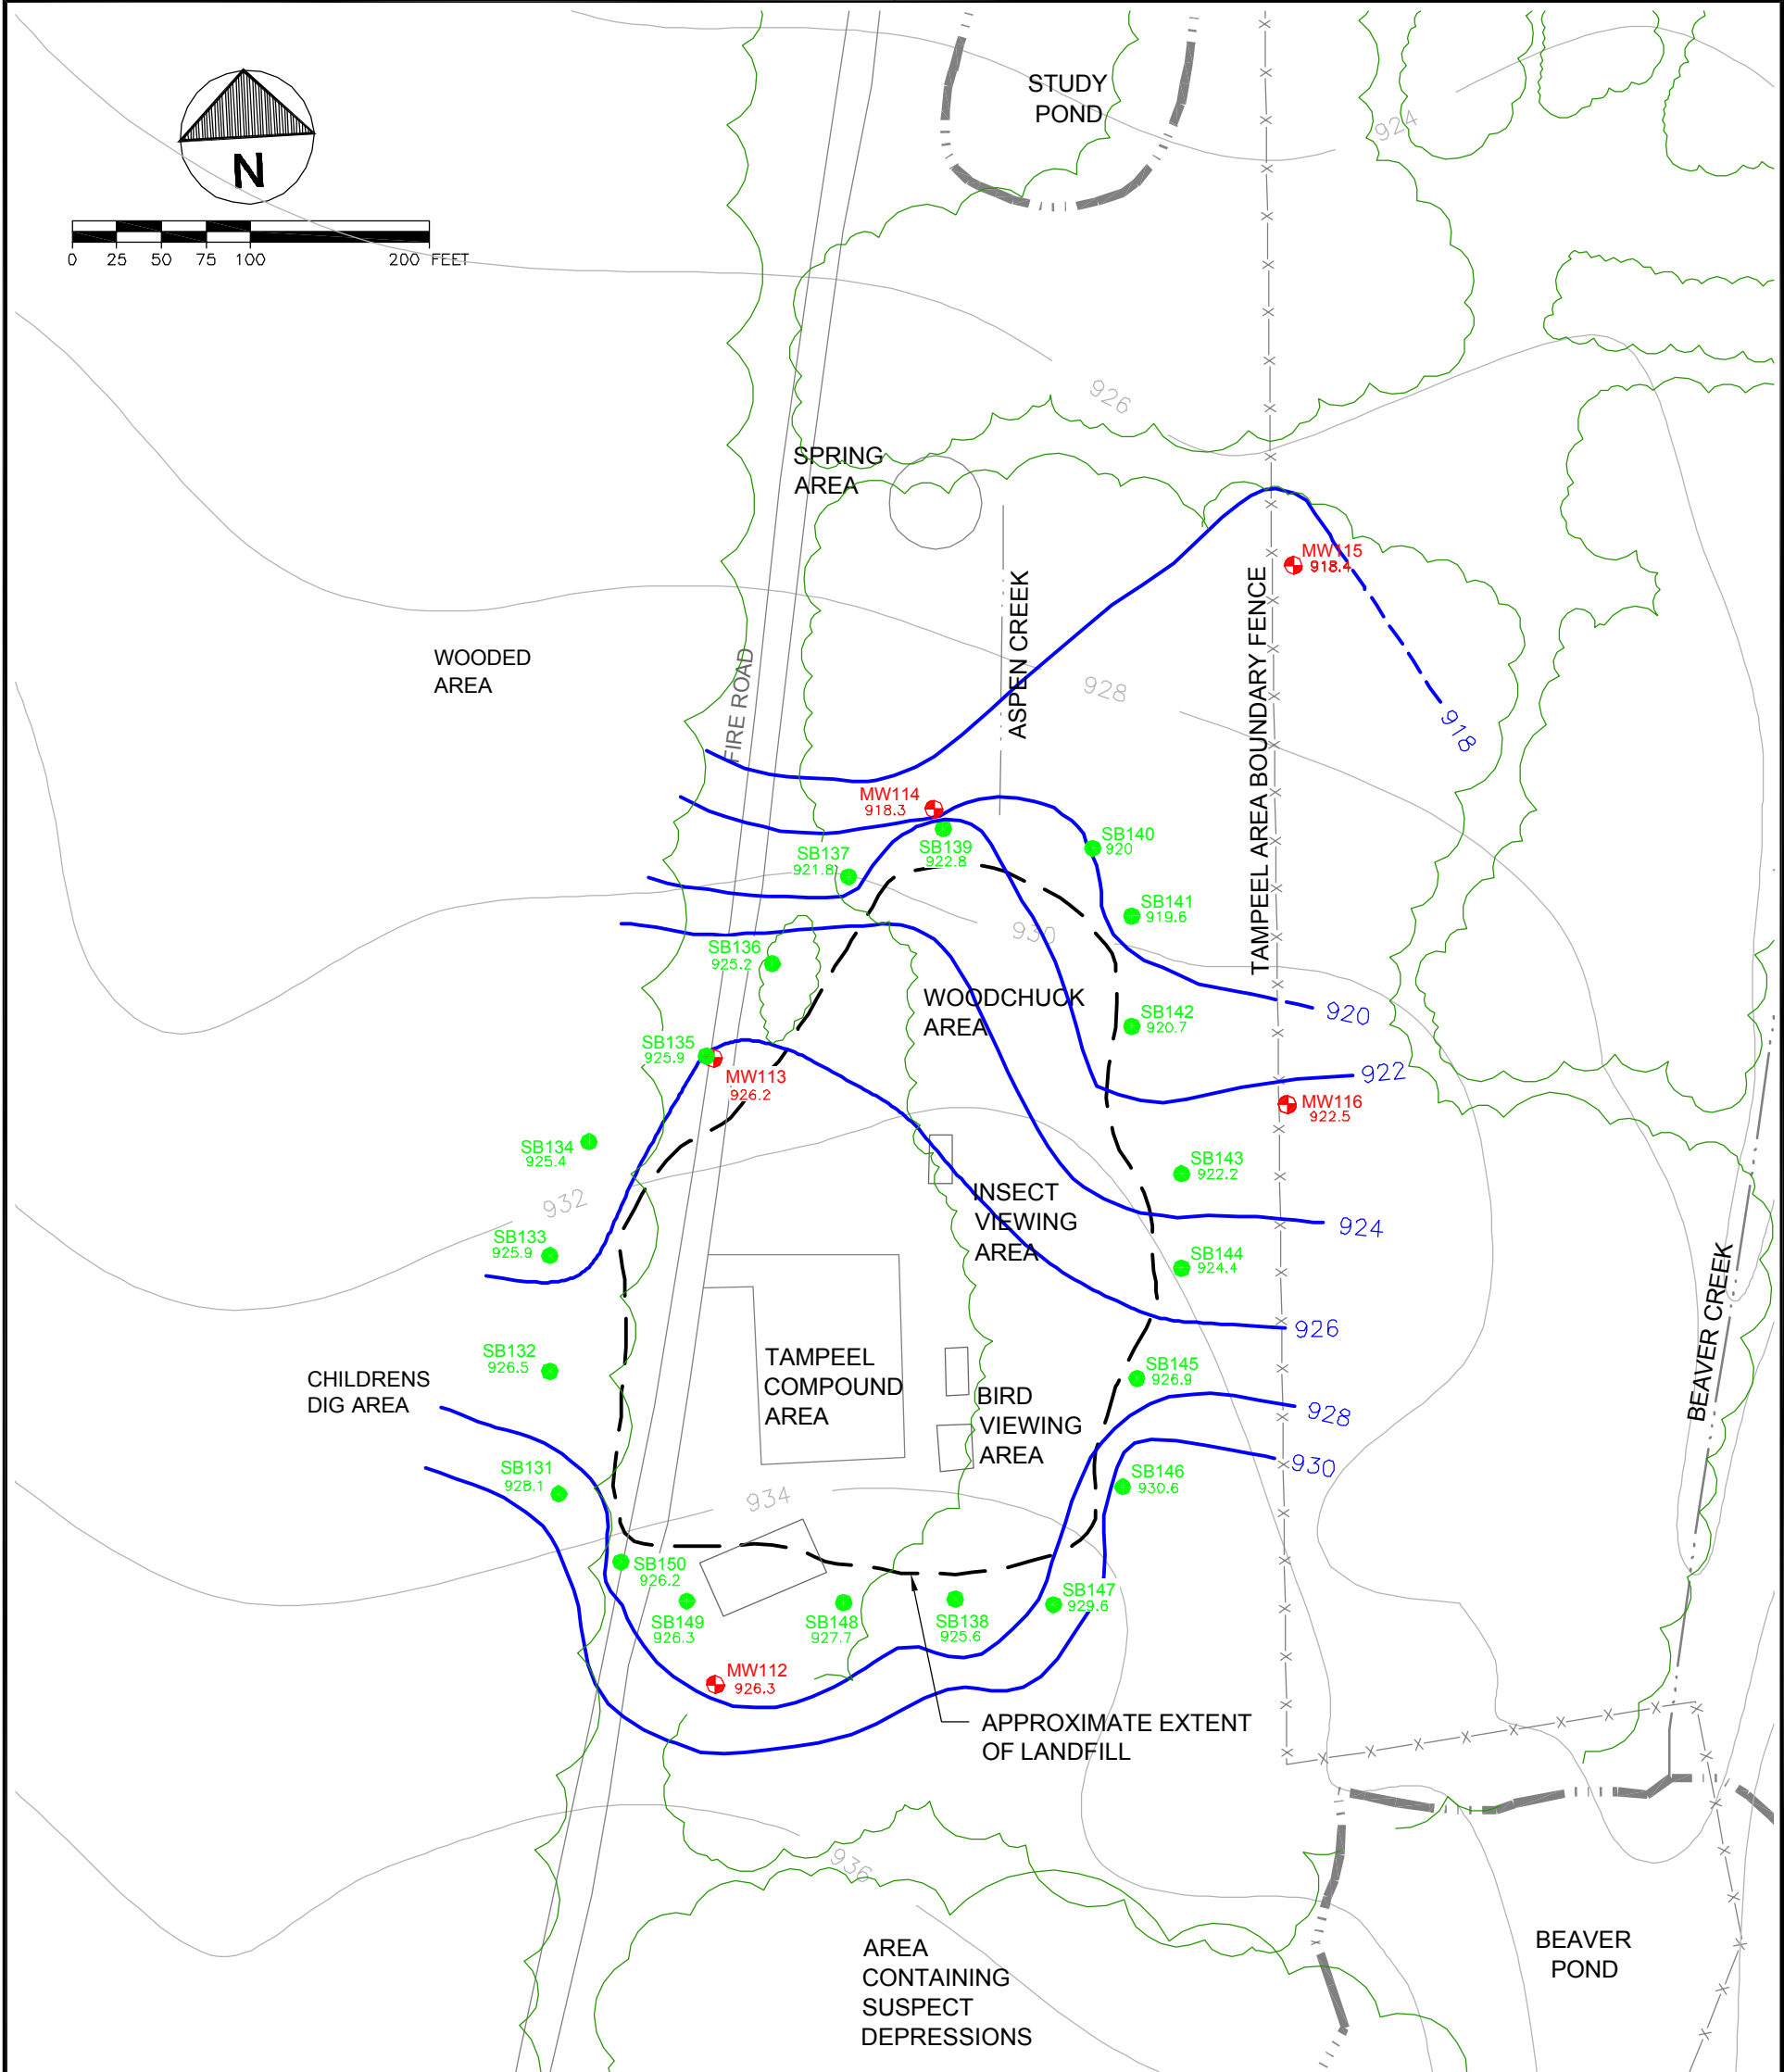 STUDY
POND
924
N
0 25 50 75 100 200 FEET
926
SPRING
AREA
MW115
ASPEN CREEK
TAMPEEL AREA BOUNDARY FENCE
WOODED
AREA
FIRE ROAD
928
918
MW114
918.3
SB137
921.8
SB139
922.8
SB140
920
SB141
919.6
930
SB136
925.2
WOODCHUCK
AREA
920
SB142
920.7
SB135
925.9
MW113
926.2
922
MW116
922.5
SB134
925.4
SB143
922.2
932
INSECT
VIEWING
AREA
924
SB133
925.9
SB144
924.4
BEAVER CREEK
926
SB132
926.5
CHILDRENS
DIG AREA
TAMPEEL
COMPOUND
AREA
SB145
926.9
BIRD
VIEWING
AREA
928
930
SB131
928.1
934
SB146
930.6
SB150
926.2
SB149
926.3
SB148
927.7
SB138
925.6
SB147
929.6
MW112
926.3
APPROXIMATE EXTENT
OF LANDFILL
936
AREA
CONTAINING
SUSPECT
DEPRESSIONS
BEAVER
POND